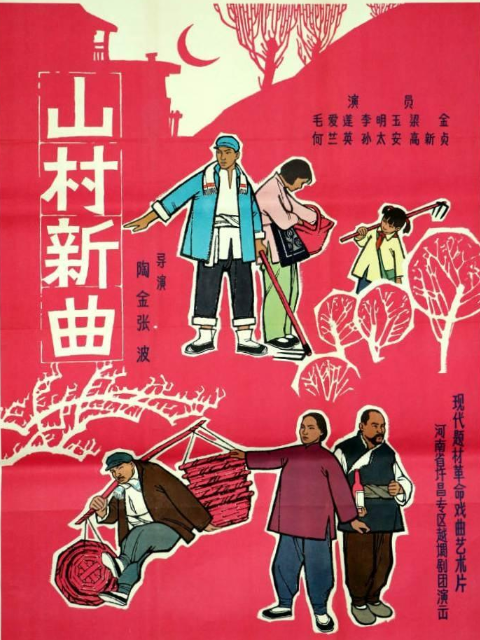 山村新曲
演员
毛爱莲 李明玉 梁金
何兰英 孙太安 高新贞
导演
陶金 张波
现代题材革命戏曲艺术片
河南省许昌专区越调剧团演出